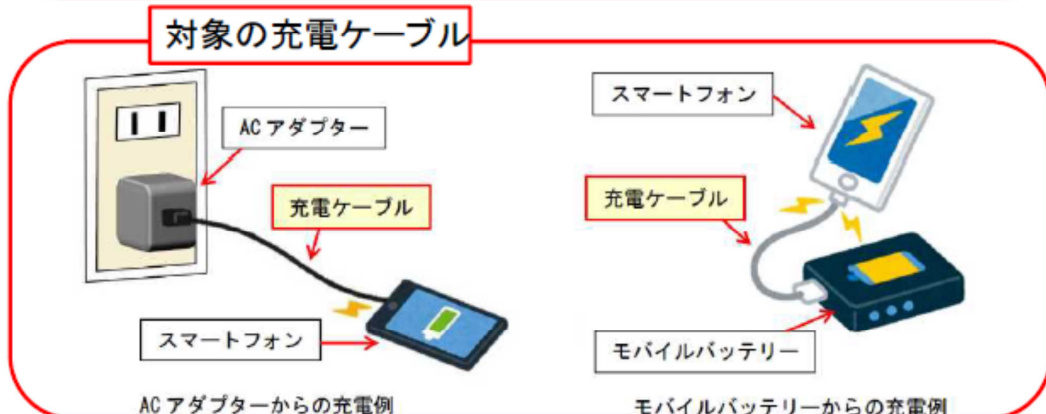 対象の充電ケーブル
ACアダプター
充電ケーブル
スマートフォン
ACアダプターからの充電例
スマートフォン
充電ケーブル
モバイルバッテリー
モバイルバッテリーからの充電例